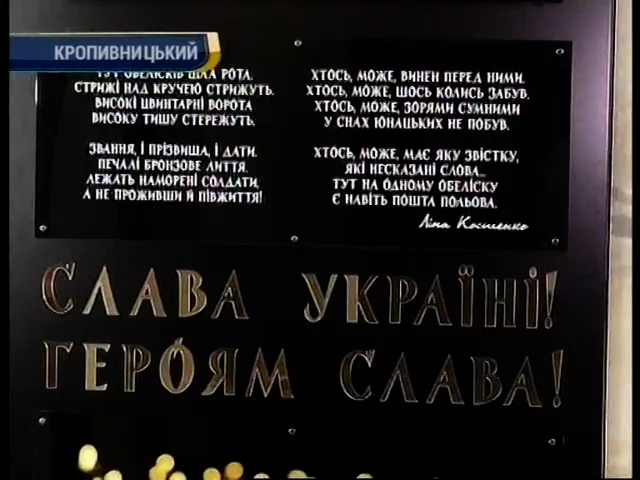 КРОПИВНИЦЬКИЙ
ТУТ ОБЕЛІСКІВ ЦІЛА РОТА.
СТРИЖІ НАД КРУЧЕЮ СТРИЖУТЬ.
ВИСОКІ ЦВИНТАРНІ ВОРОТА
ВИСОКУ ТИШУ СТЕРЕЖУТЬ.
ЗВАННЯ, І ПРІЗВИЩА, І ДАТИ.
ПЕЧАЛІ БРОНЗОВЕ ЛИТТЯ.
ЛЕЖАТЬ НАМОРЕНІ СОЛДАТИ,
А НЕ ПРОЖИВШИ Й ПІВЖИТТЯ!
ХТОСЬ, МОЖЕ, ВИНЕН ПЕРЕД НИМИ.
ХТОСЬ, МОЖЕ, ЩОСЬ КОЛИСЬ ЗАБУВ.
ХТОСЬ, МОЖЕ, ЗОРЯМИ СУМНИМИ
У СНАХ ЮНАЦЬКИХ НЕ ПОБУВ.
ХТОСЬ, МОЖЕ, МАЄ ЯКУ ЗВІСТКУ,
ЯКІ НЕСКАЗАНІ СЛОВА...
ТУТ НА ОДНОМУ ОБЕЛІСКУ
Є НАВІТЬ ПОШТА ПОЛЬОВА.
Ліна Костенко
СЛАВА УКРАЇНІ!
ГЕРОЯМ СЛАВА!